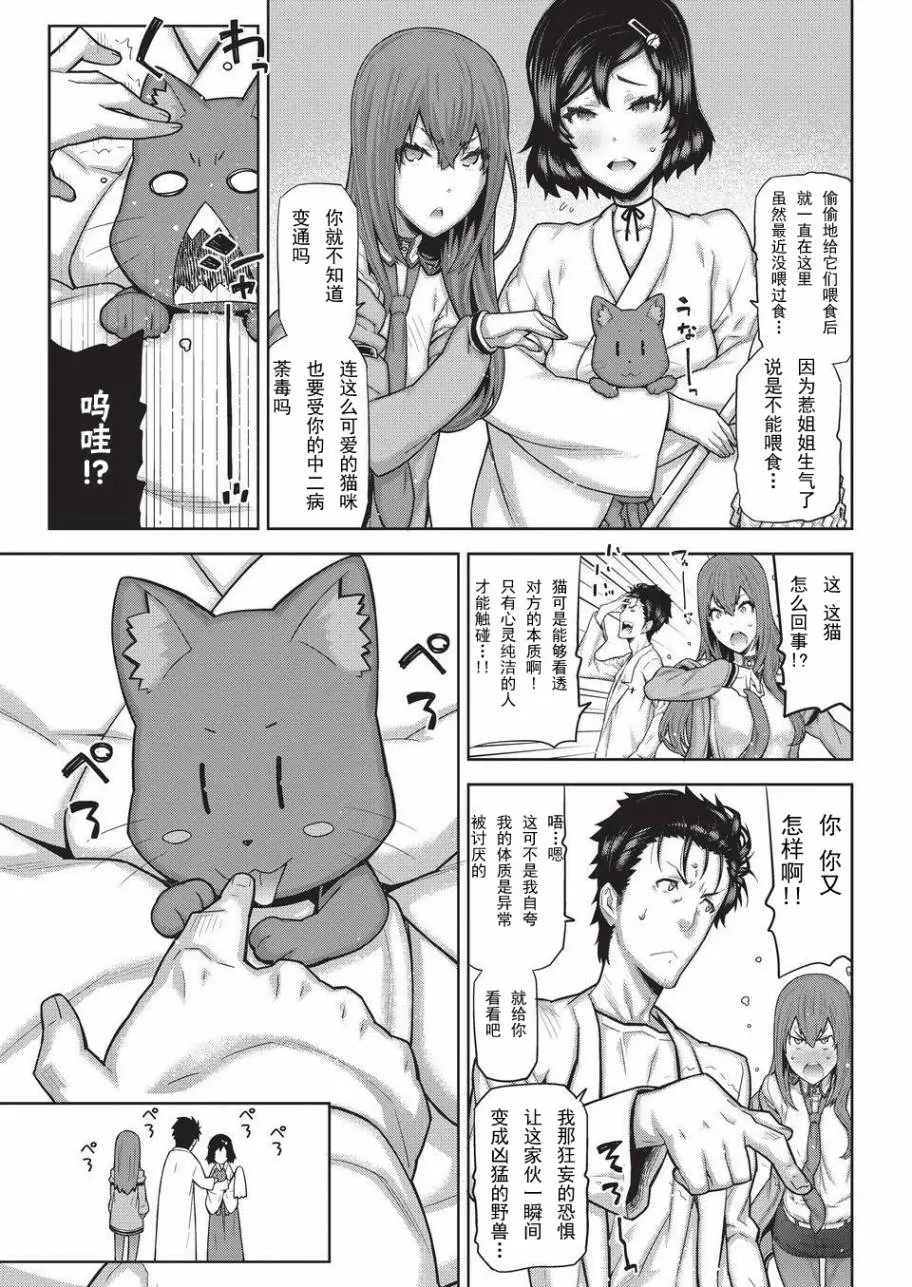 偷偷地给它们喂食后
就一直在这里
虽然最近没喂过食…
因为惹姐姐生气了
说是不能喂食…
うな～っ
你就不知道
变通吗
连这么可爱的猫咪
也要受你的中二病
荼毒吗
わっ
くっ
シャー
呜哇!?
这 这猫
怎么回事!?
猫可是能够看透
对方的本质啊！
只有心灵纯洁的人
才能触碰…!!
你 你又
怎样啊!!
唔…嗯
这可不是我自夸
我的体质是异常
被讨厌的
就给你
看看吧
我那狂妄的恐惧
让这家伙一瞬间
变成凶猛的野兽…
ぺろ
ぺろ
ぺろ
ぺろ
ぺろ